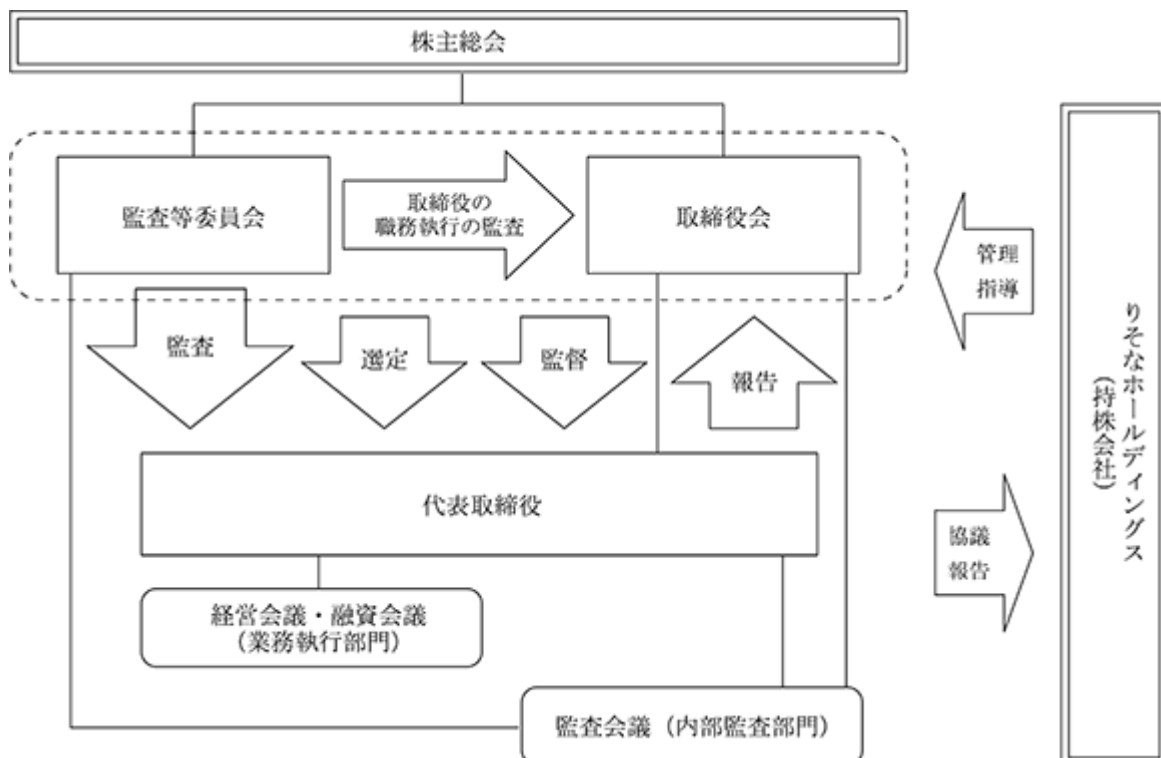 株主総会
監査等委員会
取締役の
職務執行の監査
取締役会
管理
指導
監査
選定
監督
報告
りそなホールディングス
(持株会社)
代表取締役
協議
報告
経営会議・融資会議
(業務執行部門)
監査会議(内部監査部門)